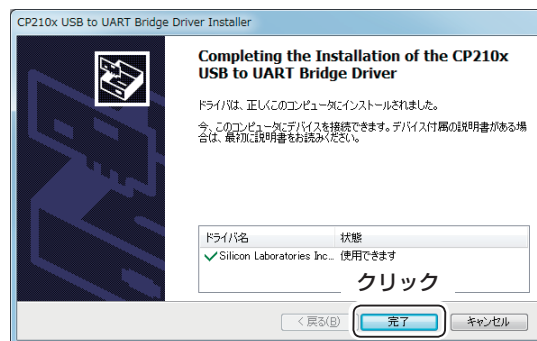 CP210x USB to UART Bridge Driver Installer
Completing the Installation of the CP210x
USB to UART Bridge Driver
ドライバは、正しくこのコンピュータにインストールされました。
今、このコンピュータにデバイスを接続できます。デバイス付属の説明書がある場
合は、最初に説明書をお読みください。
ドライバ名 状態
Silicon Laboratories Inc... 使用できます
クリック
< 戻る(B) 完了 キャンセル